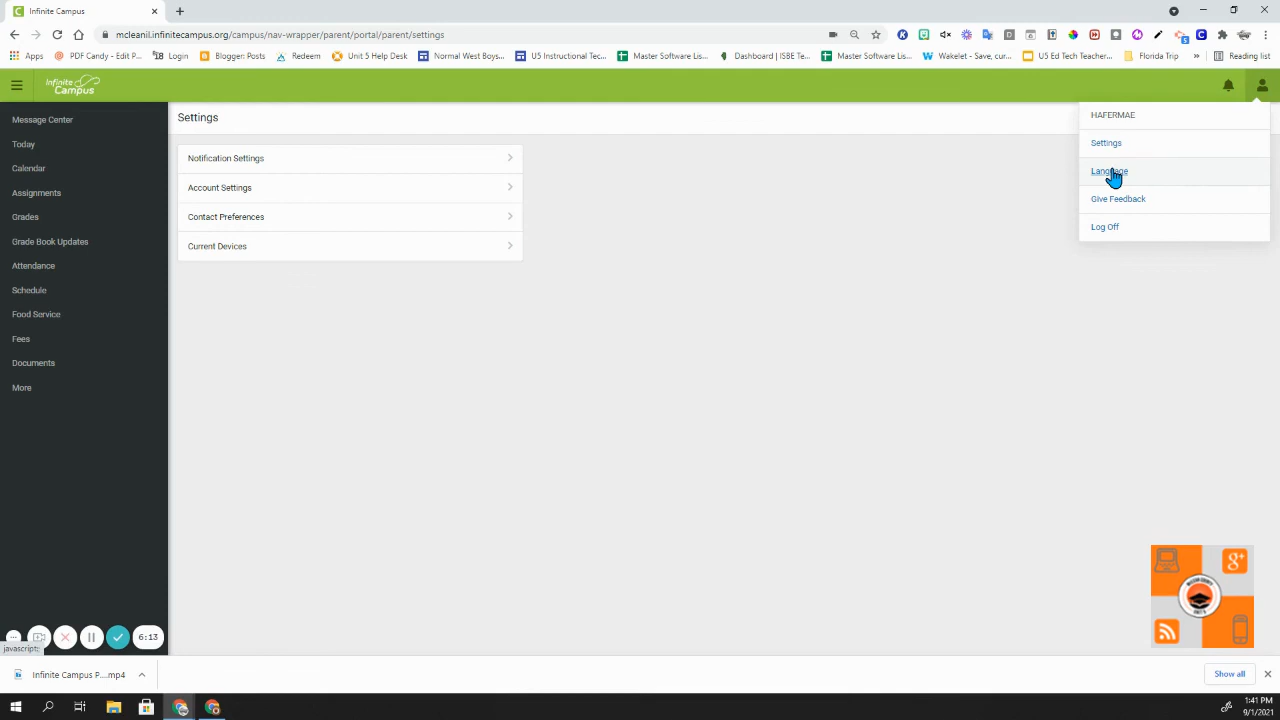 Infinite Campus
mcleanil.infinitecampus.org/campus/nav-wrapper/parent/portal/parent/settings
Apps
PDF Candy - Edit P...
Login
Blogger: Posts
Redeem
Unit 5 Help Desk
Normal West Boys...
U5 Instructional Tec...
Master Software Lis...
Master Software Lis...
Dashboard | ISBE Te...
Wakelet - Save, cur...
U5 Ed Tech Teacher...
Florida Trip
»
Reading list
Infinite
Campus
Message Center
Today
Calendar
Assignments
Grades
Grade Book Updates
Attendance
Schedule
Food Service
Fees
Documents
More
Settings
Notification Settings
Account Settings
Contact Preferences
Current Devices
HAFERMAE
Settings
Language
Give Feedback
Log Off
6:13
javascript:
Infinite Campus P....mp4
Show all
1:41 PM
9/1/2021